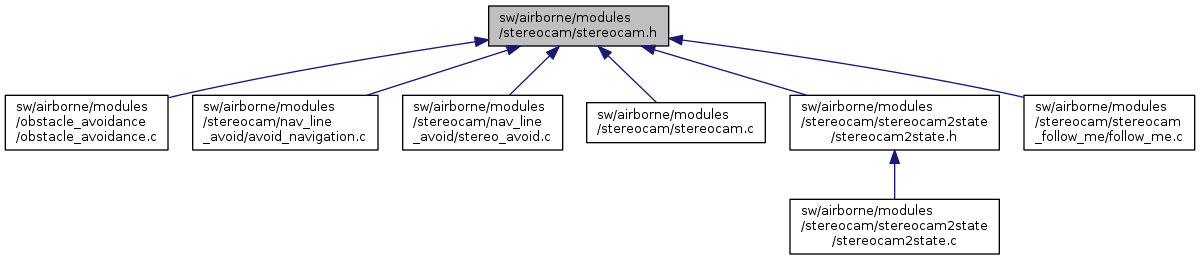 sw/airborne/modules
/stereocam/stereocam.h
sw/airborne/modules
/obstacle_avoidance
/obstacle_avoidance.c
sw/airborne/modules
/stereocam/nav_line
_avoid/avoid_navigation.c
sw/airborne/modules
/stereocam/nav_line
_avoid/stereo_avoid.c
sw/airborne/modules
/stereocam/stereocam.c
sw/airborne/modules
/stereocam/stereocam2state
/stereocam2state.h
sw/airborne/modules
/stereocam/stereocam
_follow_me/follow_me.c
sw/airborne/modules
/stereocam/stereocam2state
/stereocam2state.c